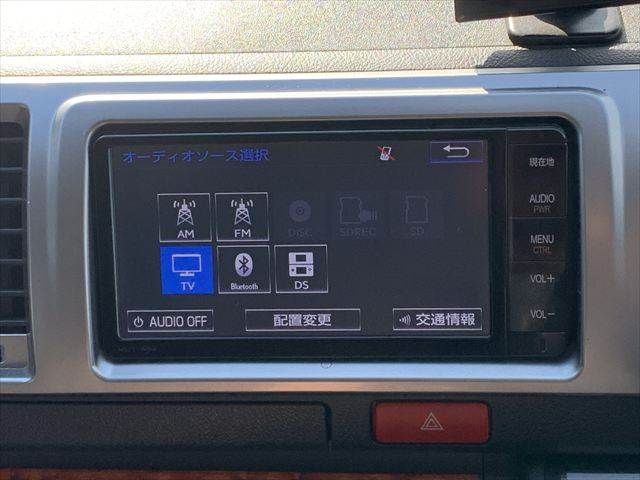 オーディオソース選択
AM FM DISC SDREC SD
TV Bluetooth DS
AUDIO OFF 配置変更 交通情報
現在地
AUDIO
PWR
MENU
CTRL
VOL+
VOL−